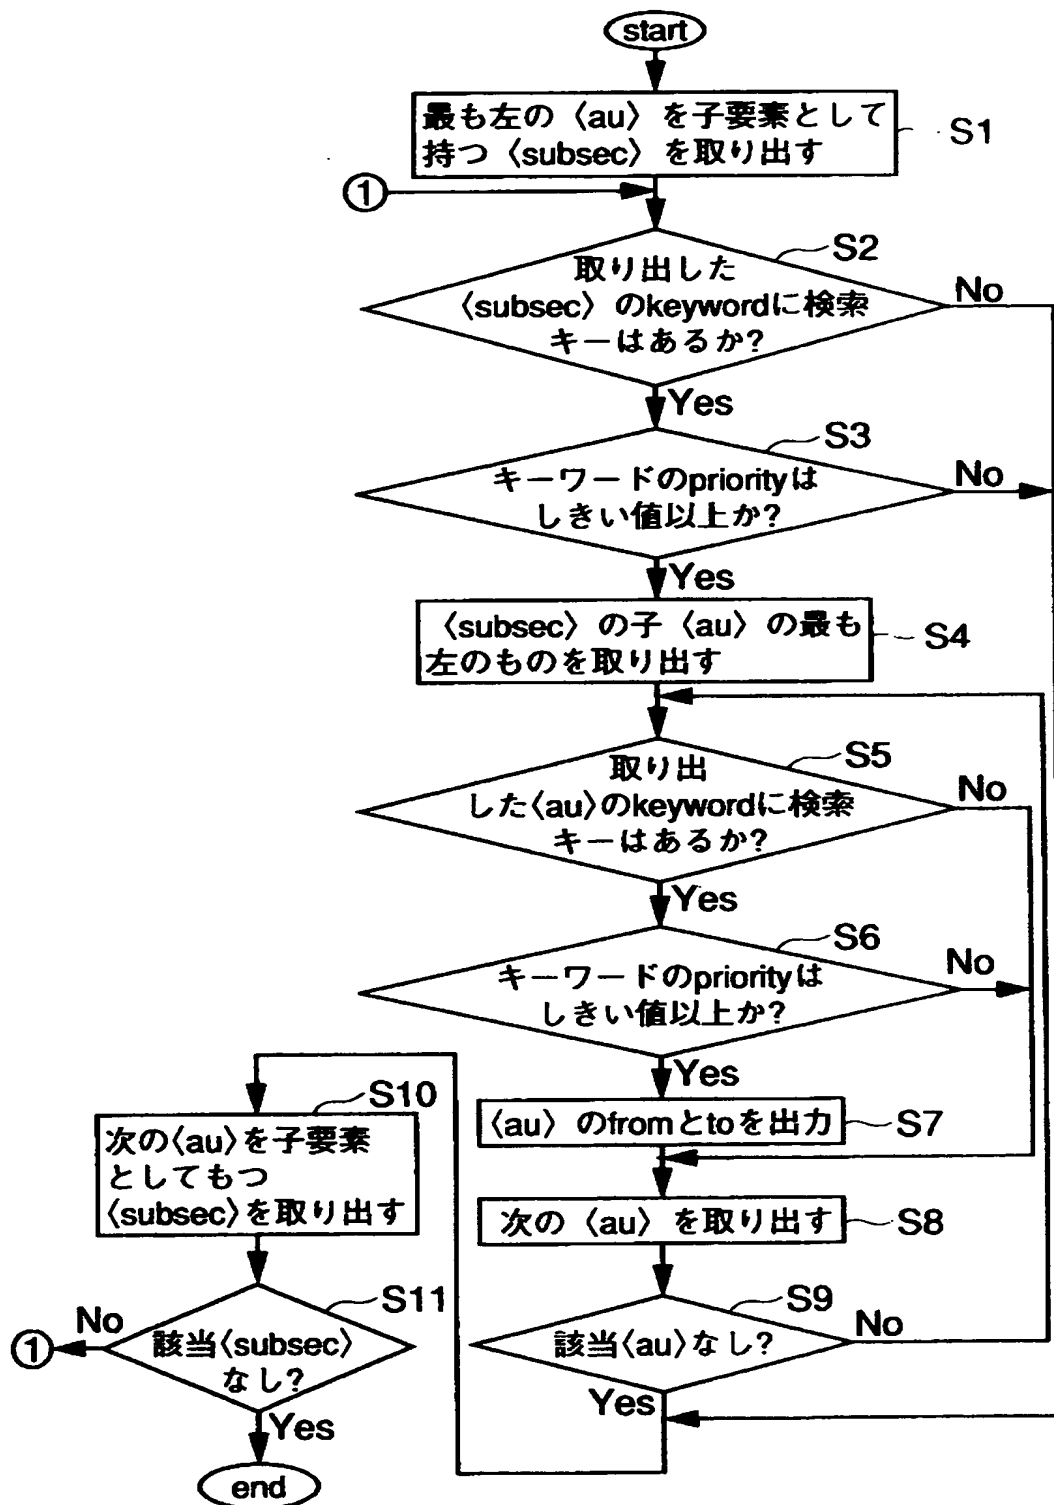 start
最も左の〈au〉を子要素として
持つ〈subsec〉を取り出す
S1
①
S2
取り出した
〈subsec〉のkeywordに検索
キーはあるか?
No
Yes
S3
キーワードのpriorityは
しきい値以上か?
No
Yes
〈subsec〉の子〈au〉の最も
左のものを取り出す
S4
S5
取り出
した〈au〉のkeywordに検索
キーはあるか?
No
Yes
S6
キーワードのpriorityは
しきい値以上か?
No
Yes
〈au〉のfromとtoを出力
S7
次の〈au〉を取り出す
S8
S9
該当〈au〉なし?
No
Yes
S10
次の〈au〉を子要素
としてもつ
〈subsec〉を取り出す
S11
該当〈subsec〉
なし?
No
①
Yes
end